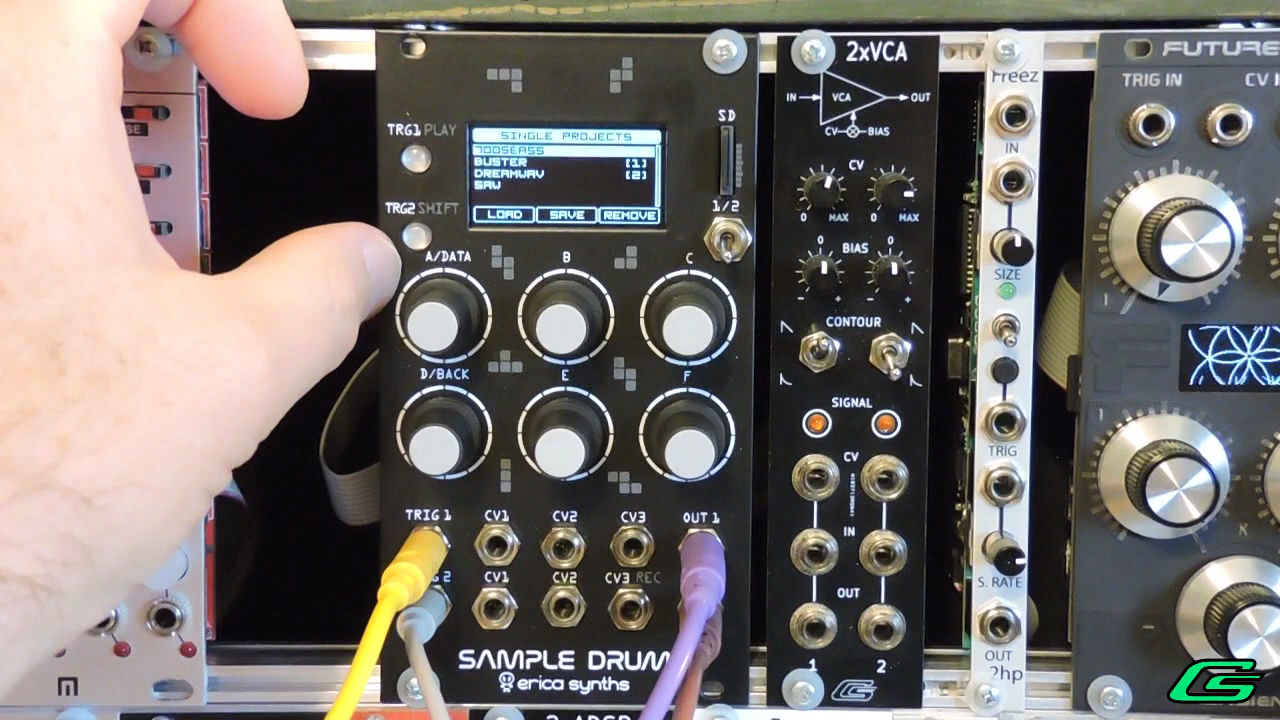 TRG1 PLAY
TRG2 SHIFT
SD
1/2
SINGLE PROJECTS
BUSTER [1]
DREAMWAV [2]
SAW
LOAD SAVE REMOVE
A/DATA B C
D/BACK E F
TRIG 1 CV1 CV2 CV3 OUT 1
CV1 CV2 CV3 REC
SAMPLE DRUM
erica synths
2xVCA
IN VCA OUT
CV BIAS
CV
0 MAX 0 MAX
BIAS
0 0
- + - +
CONTOUR
SIGNAL
CV
IN
OUT
1 2
Freez
IN
SIZE
TRIG
S. RATE
OUT
2hp
FUTURE
TRIG IN